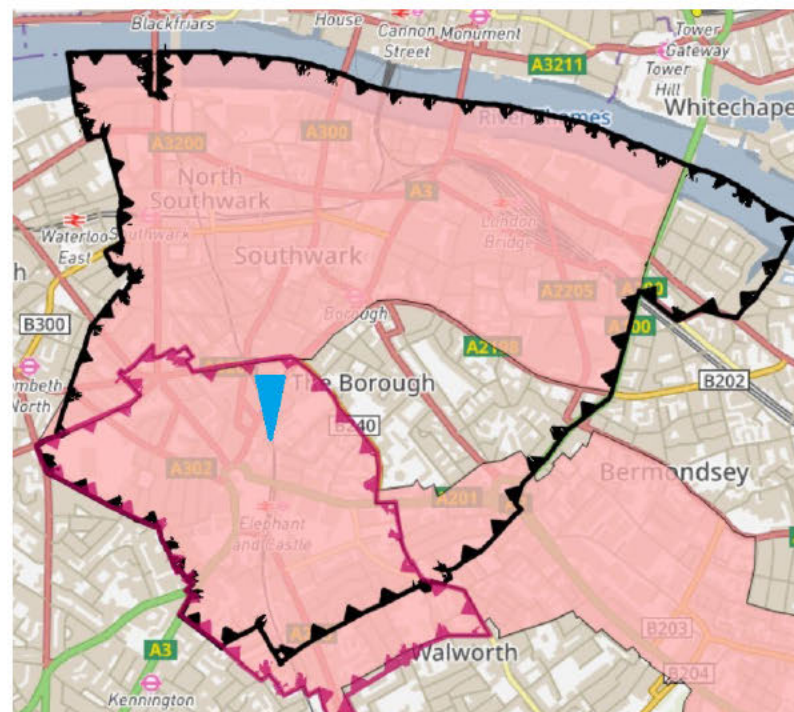 Blackfriars
House
Cannon
Street
Monument
Tower
Gateway
A3211
Tower
Hill
Whitechape
River Thames
A3200
A300
North
Southwark
A3
Waterloo
East
Southwark
London
Bridge
Southwark
h
A2205
Borough
B300
A100
A2198
mbeth
North
The Borough
B202
B240
A302
A201
Bermondsey
Elephant
and Castle
B203
A3
Walworth
B204
Kennington